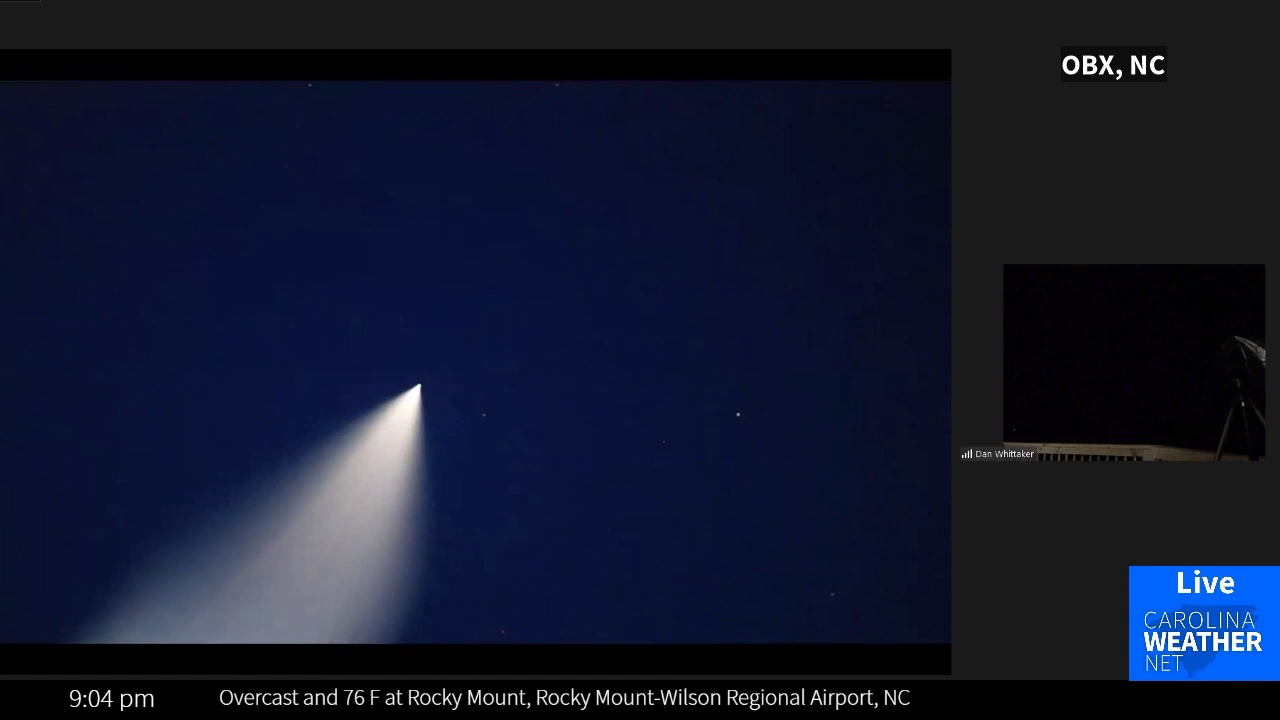 OBX, NC
Dan Whittaker
Live
CAROLINA
WEATHER
NET
9:04 pm
Overcast and 76 F at Rocky Mount, Rocky Mount-Wilson Regional Airport, NC